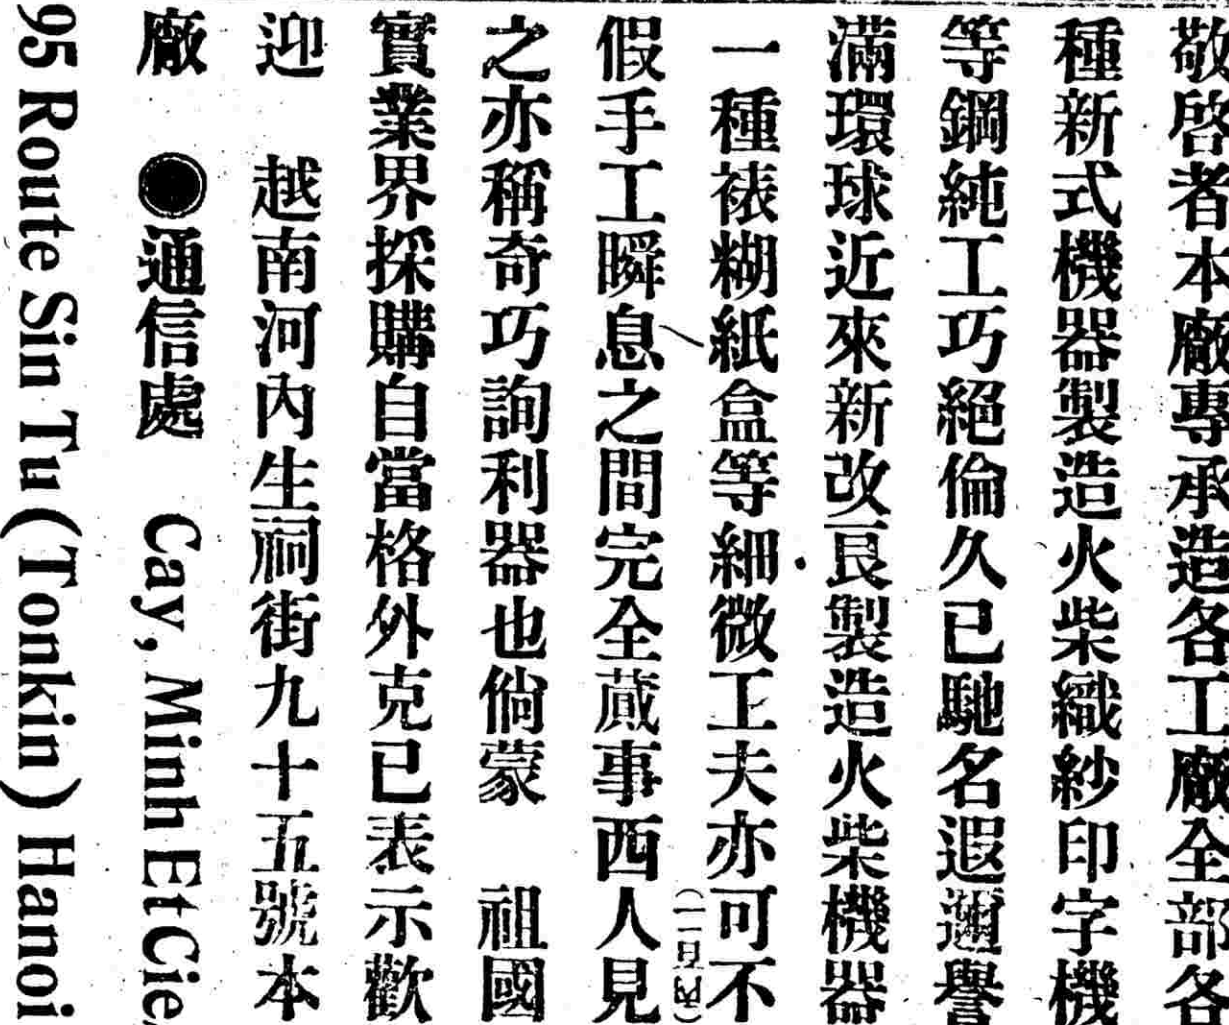 敬啓者本廠專承造各工廠全部各
種新式機器製造火柴織紗印字機
等鋼純工巧絕倫久已馳名遐邇譽
滿環球近來新改良製造火柴機器
一種裱糊紙盒等細微工夫亦可不
假手工瞬息之間完全蕆事西人見
之亦稱奇巧詢利器也倘蒙 祖國
實業界採購自當格外克已表示歡
迎 越南河內生祠街九十五號本
廠 ●通信處 Cay, Minh Et Cie,
95 Route Sin Tu (Tonkin) Hanoi